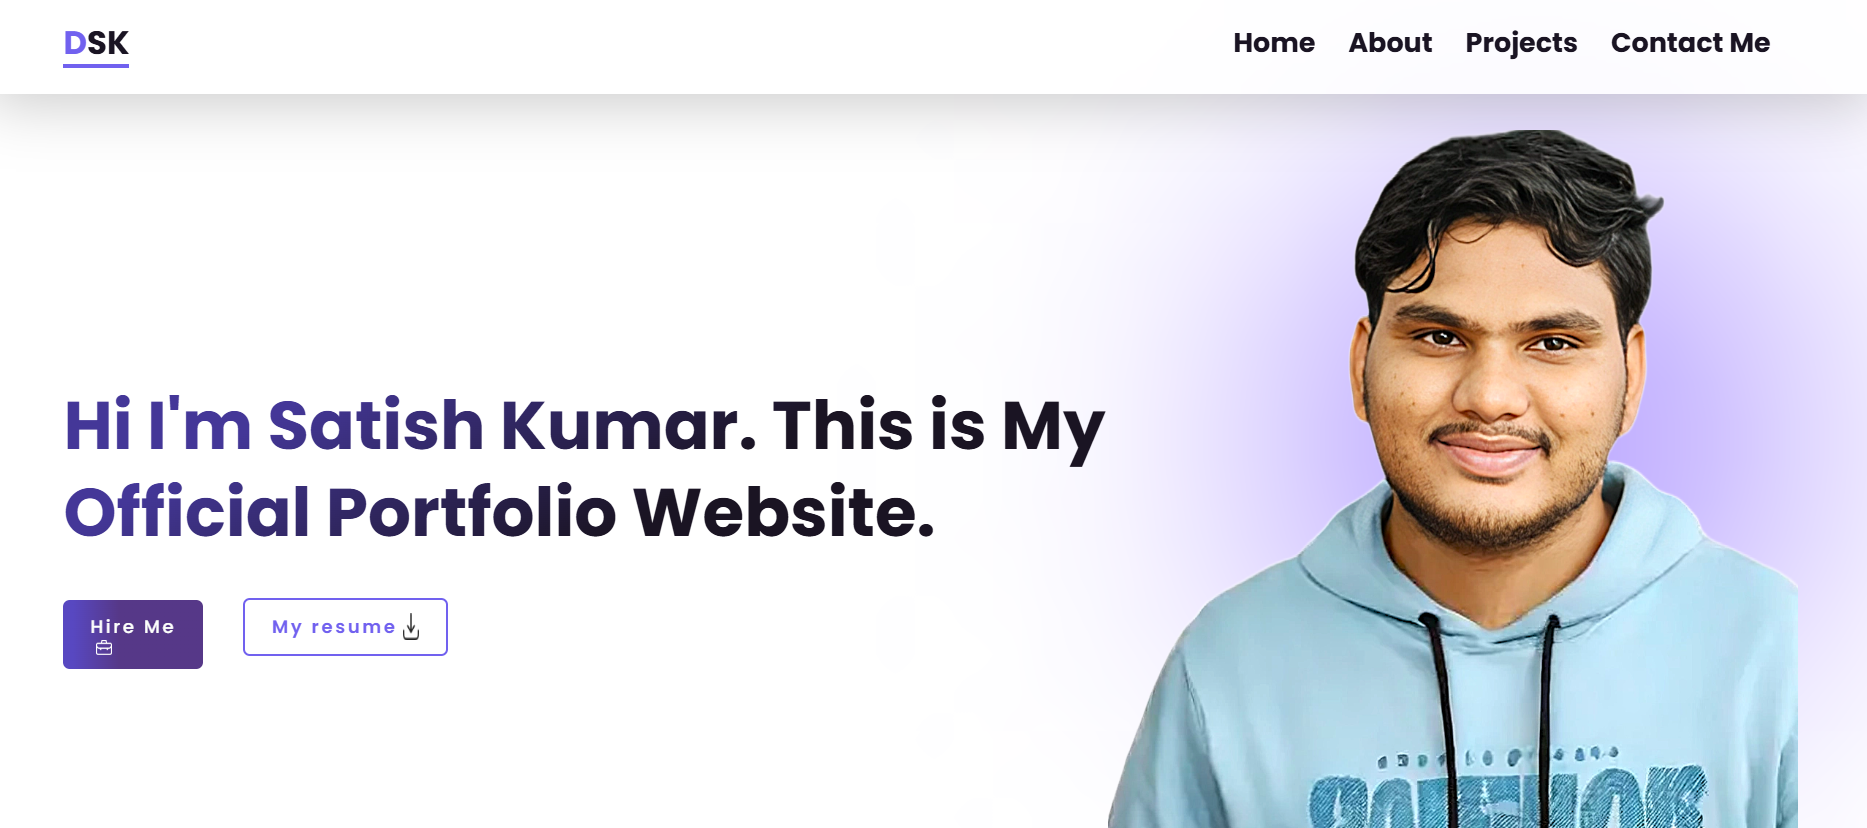 DSK
Home About Projects Contact Me
Hi I'm Satish Kumar. This is My
Official Portfolio Website.
Hire Me
My resume